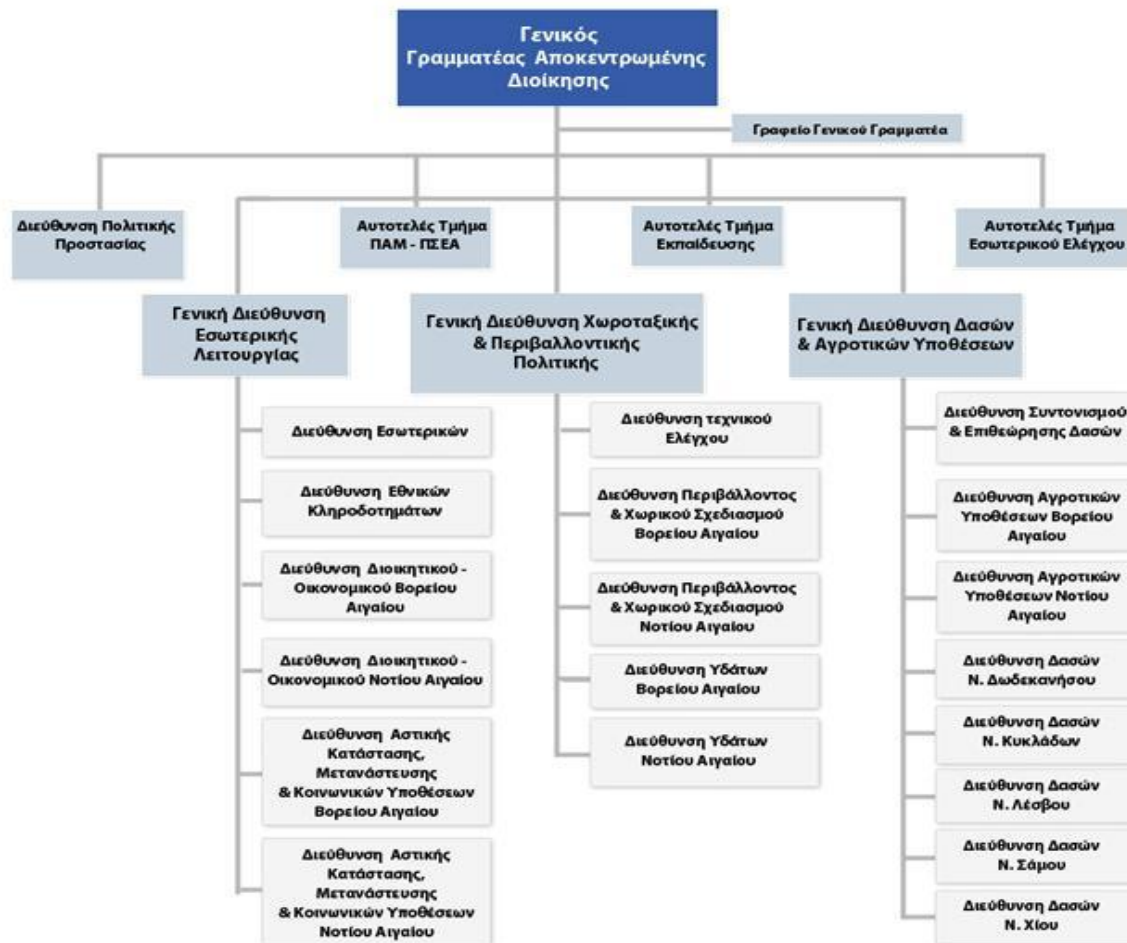 Γενικός
Γραμματέας Αποκεντρωμένης
Διοίκησης
Γραφείο Γενικού Γραμματέα
Διεύθυνση Πολιτικής
Προστασίας
Αυτοτελές Τμήμα
ΠΑΜ - ΠΣΕΑ
Αυτοτελές Τμήμα
Εκπαίδευσης
Αυτοτελές Τμήμα
Εσωτερικού Ελέγχου
Γενική Διεύθυνση
Εσωτερικής
Λειτουργίας
Διεύθυνση Εσωτερικών
Διεύθυνση Εθνικών
Κληροδοτημάτων
Διεύθυνση Διοικητικού -
Οικονομικού Βορείου
Αιγαίου
Διεύθυνση Διοικητικού -
Οικονομικού Νοτίου Αιγαίου
Διεύθυνση Αστικής
Κατάστασης,
Μετανάστευσης
& Κοινωνικών Υποθέσεων
Βορείου Αιγαίου
Διεύθυνση Αστικής
Κατάστασης,
Μετανάστευσης
& Κοινωνικών Υποθέσεων
Νοτίου Αιγαίου
Γενική Διεύθυνση Χωροταξικής
& Περιβαλλοντικής
Πολιτικής
Διεύθυνση τεχνικού
Ελέγχου
Διεύθυνση Περιβάλλοντος
& Χωρικού Σχεδιασμού
Βορείου Αιγαίου
Διεύθυνση Περιβάλλοντος
& Χωρικού Σχεδιασμού
Νοτίου Αιγαίου
Διεύθυνση Υδάτων
Βορείου Αιγαίου
Διεύθυνση Υδάτων
Νοτίου Αιγαίου
Γενική Διεύθυνση Δασών
& Αγροτικών Υποθέσεων
Διεύθυνση Συντονισμού
& Επιθεώρησης Δασών
Διεύθυνση Αγροτικών
Υποθέσεων Βορείου
Αιγαίου
Διεύθυνση Αγροτικών
Υποθέσεων Νοτίου
Αιγαίου
Διεύθυνση Δασών
Ν. Δωδεκανήσου
Διεύθυνση Δασών
Ν. Κυκλάδων
Διεύθυνση Δασών
Ν. Λέσβου
Διεύθυνση Δασών
Ν. Σάμου
Διεύθυνση Δασών
Ν. Χίου